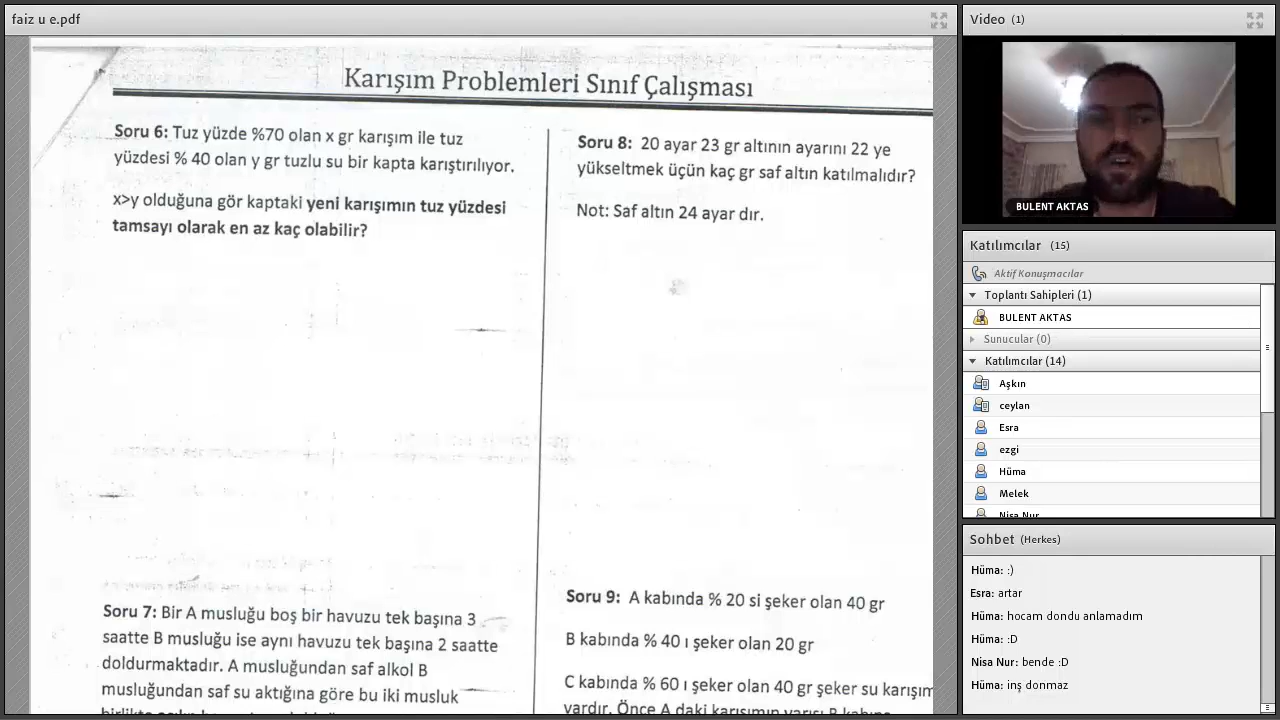 faiz u e.pdf
Karışım Problemleri Sınıf Çalışması
Soru 6: Tuz yüzde %70 olan x gr karışım ile tuz
yüzdesi % 40 olan y gr tuzlu su bir kapta karıştırılıyor.
x>y olduğuna gör kaptaki yeni karışımın tuz yüzdesi
tamsayı olarak en az kaç olabilir?
Soru 7: Bir A musluğu boş bir havuzu tek başına 3
saatte B musluğu ise aynı havuzu tek başına 2 saatte
doldurmaktadır. A musluğundan saf alkol B
musluğundan saf su aktığına göre bu iki musluk
Soru 8: 20 ayar 23 gr altının ayarını 22 ye
yükseltmek üçün kaç gr saf altın katılmalıdır?
Not: Saf altın 24 ayar dır.
Soru 9: A kabında % 20 si şeker olan 40 gr
B kabında % 40 ı şeker olan 20 gr
C kabında % 60 ı şeker olan 40 gr şeker su karışım
vardır. Önce A daki karışımın yarısı B kabına
Video (1)
BULENT AKTAS
Katılımcılar (15)
Aktif Konuşmacılar
Toplantı Sahipleri (1)
BULENT AKTAS
Sunucular (0)
Katılımcılar (14)
Aşkın
ceylan
Esra
ezgi
Hüma
Melek
Nisa Nur
Sohbet (Herkes)
Hüma: :)
Esra: artar
Hüma: hocam dondu anlamadım
Hüma: :D
Nisa Nur: bende :D
Hüma: inş donmaz